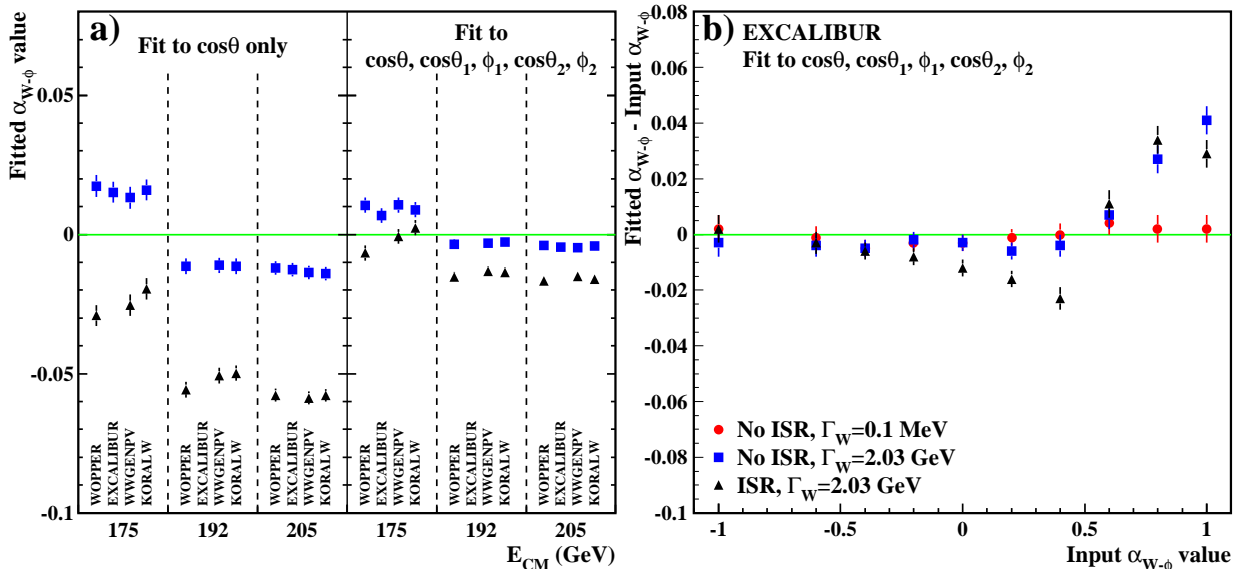 a)
Fit to cosθ only
Fit to
cosθ, cosθ1, ϕ1, cosθ2, ϕ2
Fitted αW-ϕ value
0.05
0
-0.05
-0.1
WOPPER
EXCALIBUR
WWGENPV
KORALW
WOPPER
EXCALIBUR
WWGENPV
KORALW
WOPPER
EXCALIBUR
WWGENPV
KORALW
WOPPER
EXCALIBUR
WWGENPV
KORALW
WOPPER
EXCALIBUR
WWGENPV
KORALW
WOPPER
EXCALIBUR
WWGENPV
KORALW
175 192 205 175 192 205
ECM (GeV)
b)
EXCALIBUR
Fit to cosθ, cosθ1, ϕ1, cosθ2, ϕ2
Fitted αW-ϕ - Input αW-ϕ
0.08
0.06
0.04
0.02
0
-0.02
-0.04
-0.06
-0.08
-0.1
No ISR, ΓW=0.1 MeV
No ISR, ΓW=2.03 GeV
ISR, ΓW=2.03 GeV
-1 -0.5 0 0.5 1
Input αW-ϕ value